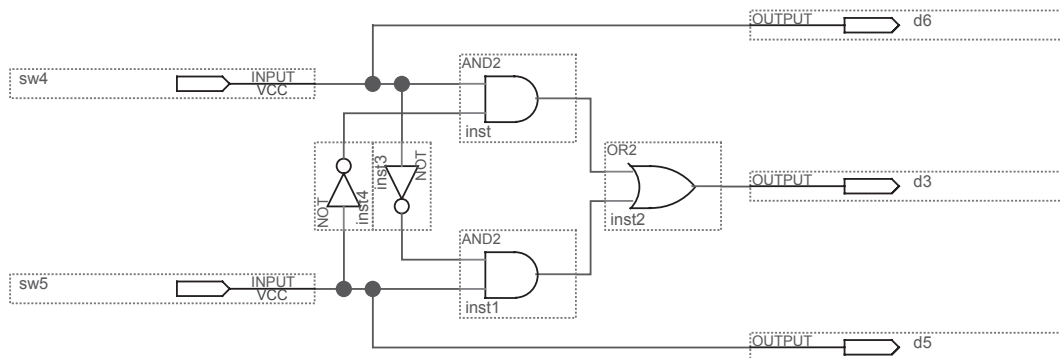 OUTPUT
d6
sw4
INPUT
VCC
AND2
inst
NOT
inst4
inst3
NOT
OR2
inst2
OUTPUT
d3
AND2
inst1
sw5
INPUT
VCC
OUTPUT
d5